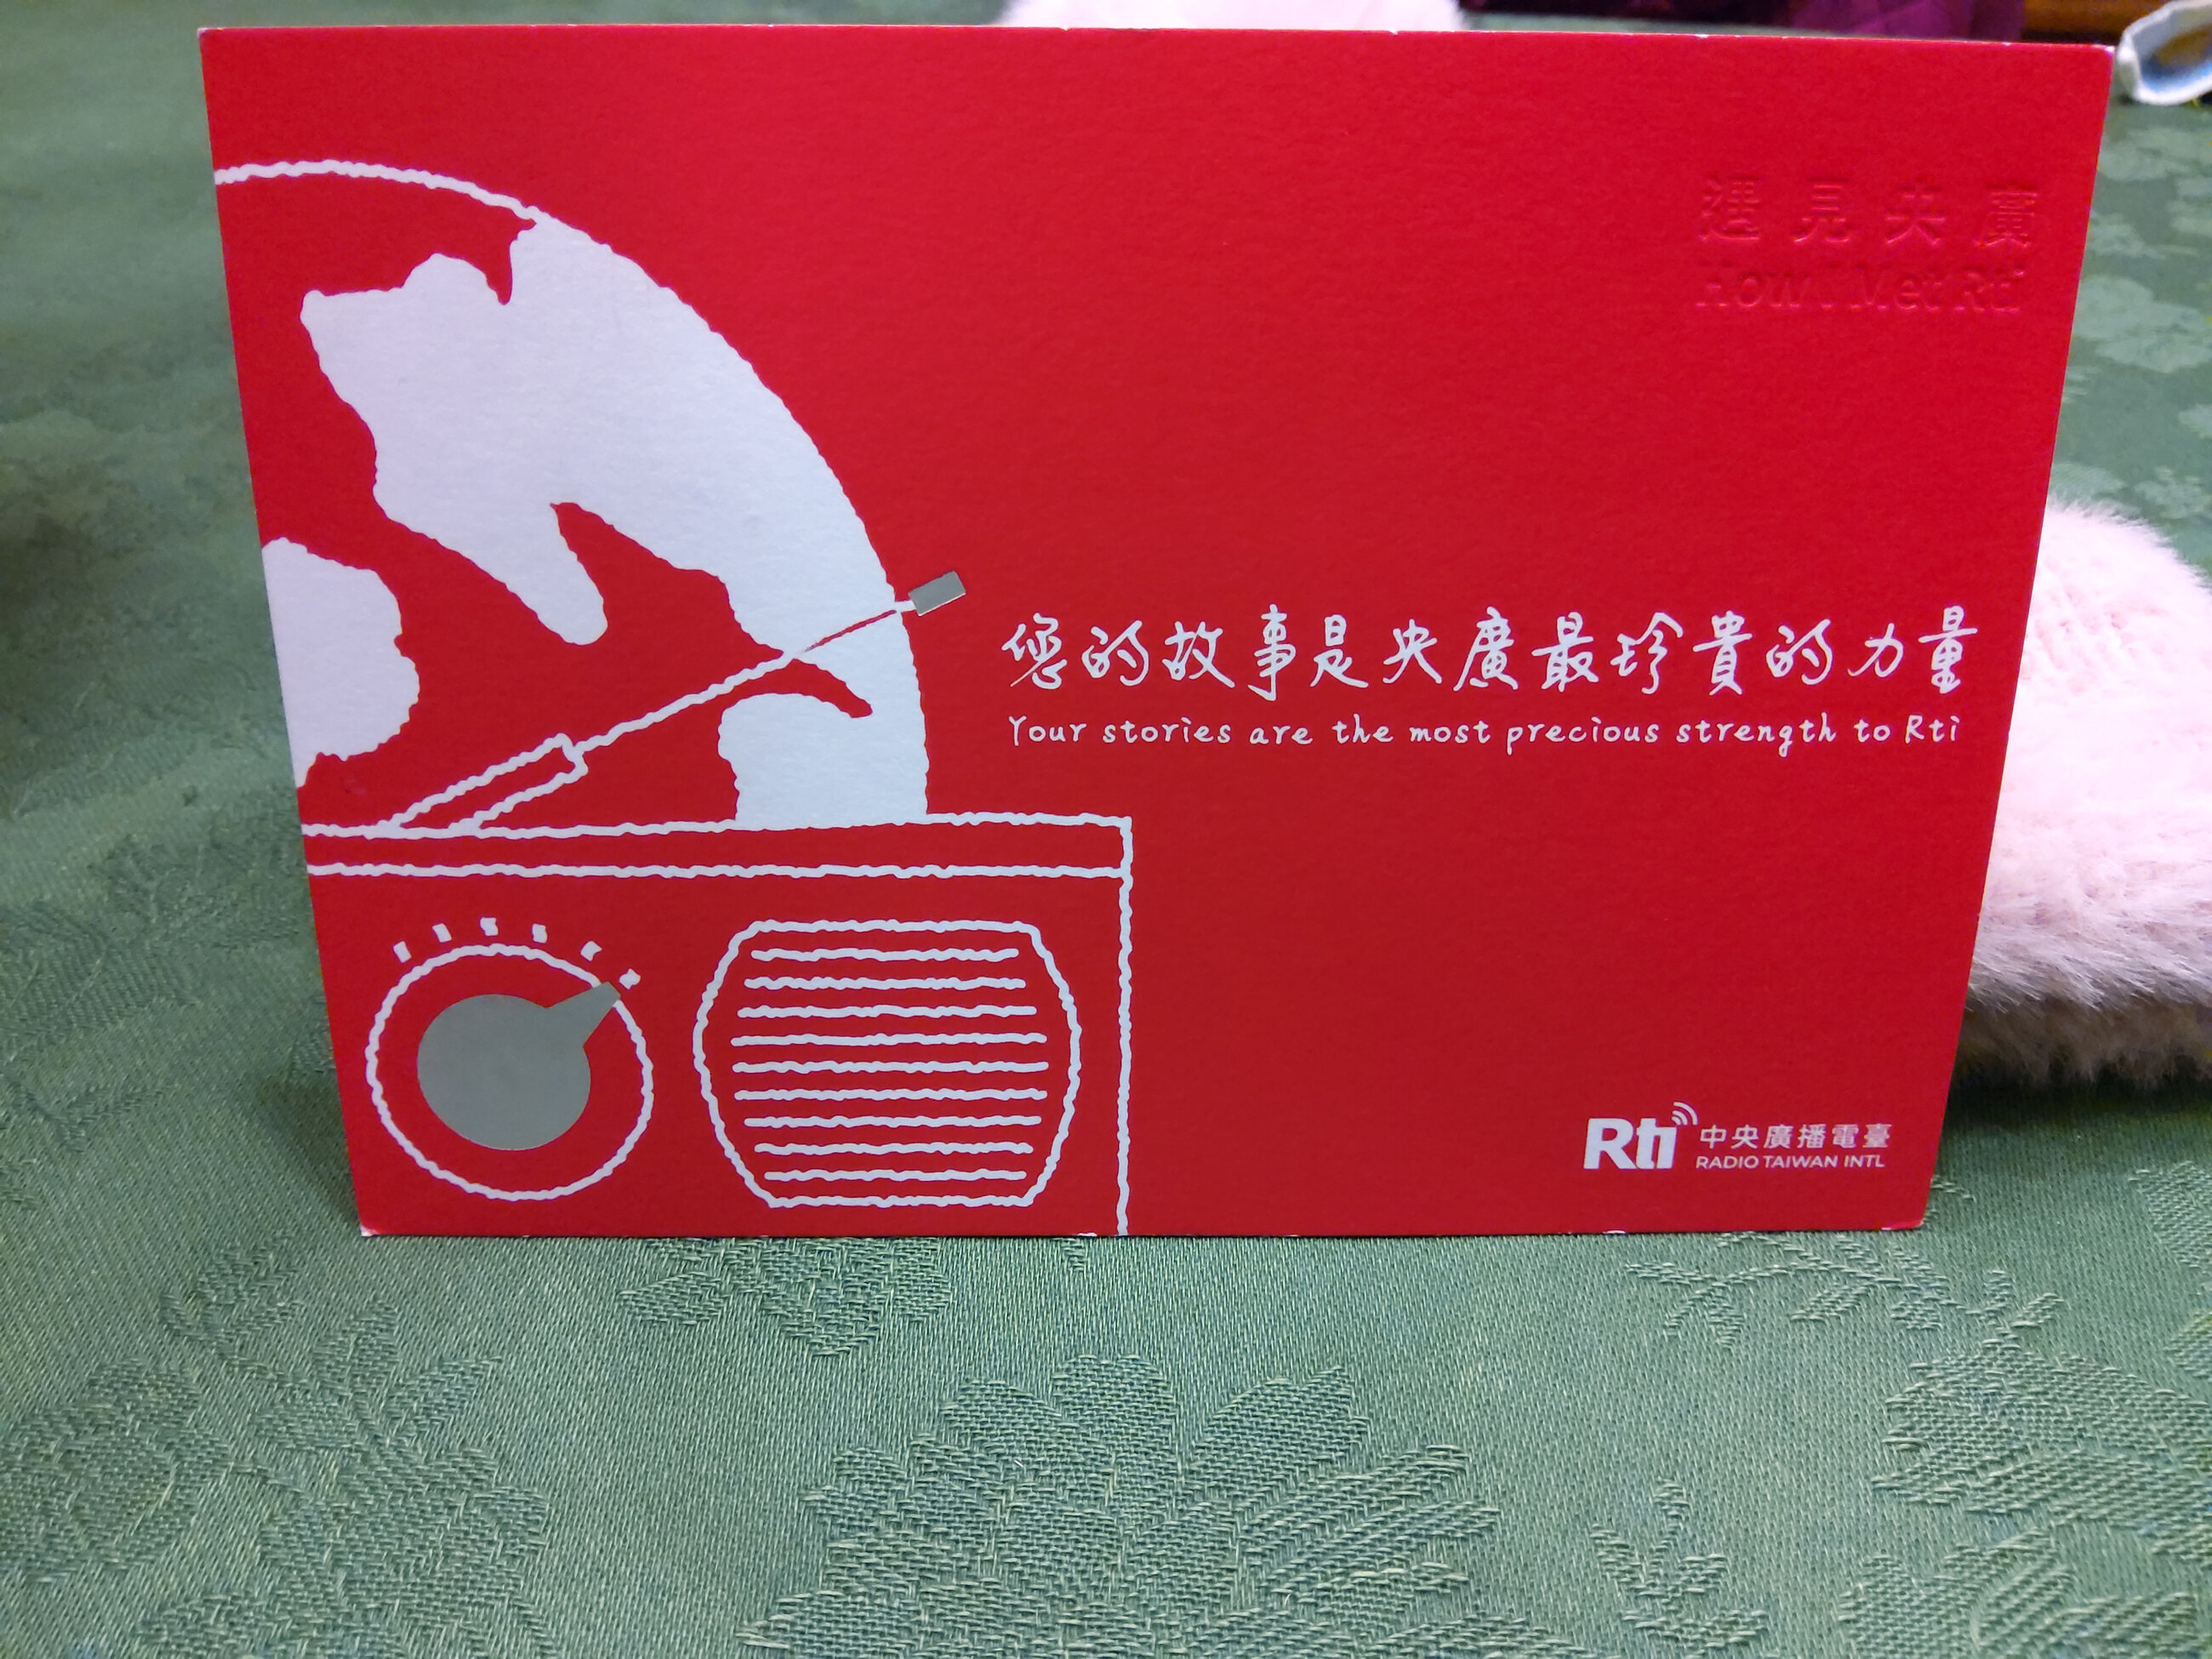 遇見央廣
How I Met Rti
您的故事是央廣最珍貴的力量
Your stories are the most precious strength to Rti
Rti 中央廣播電臺
RADIO TAIWAN INTL